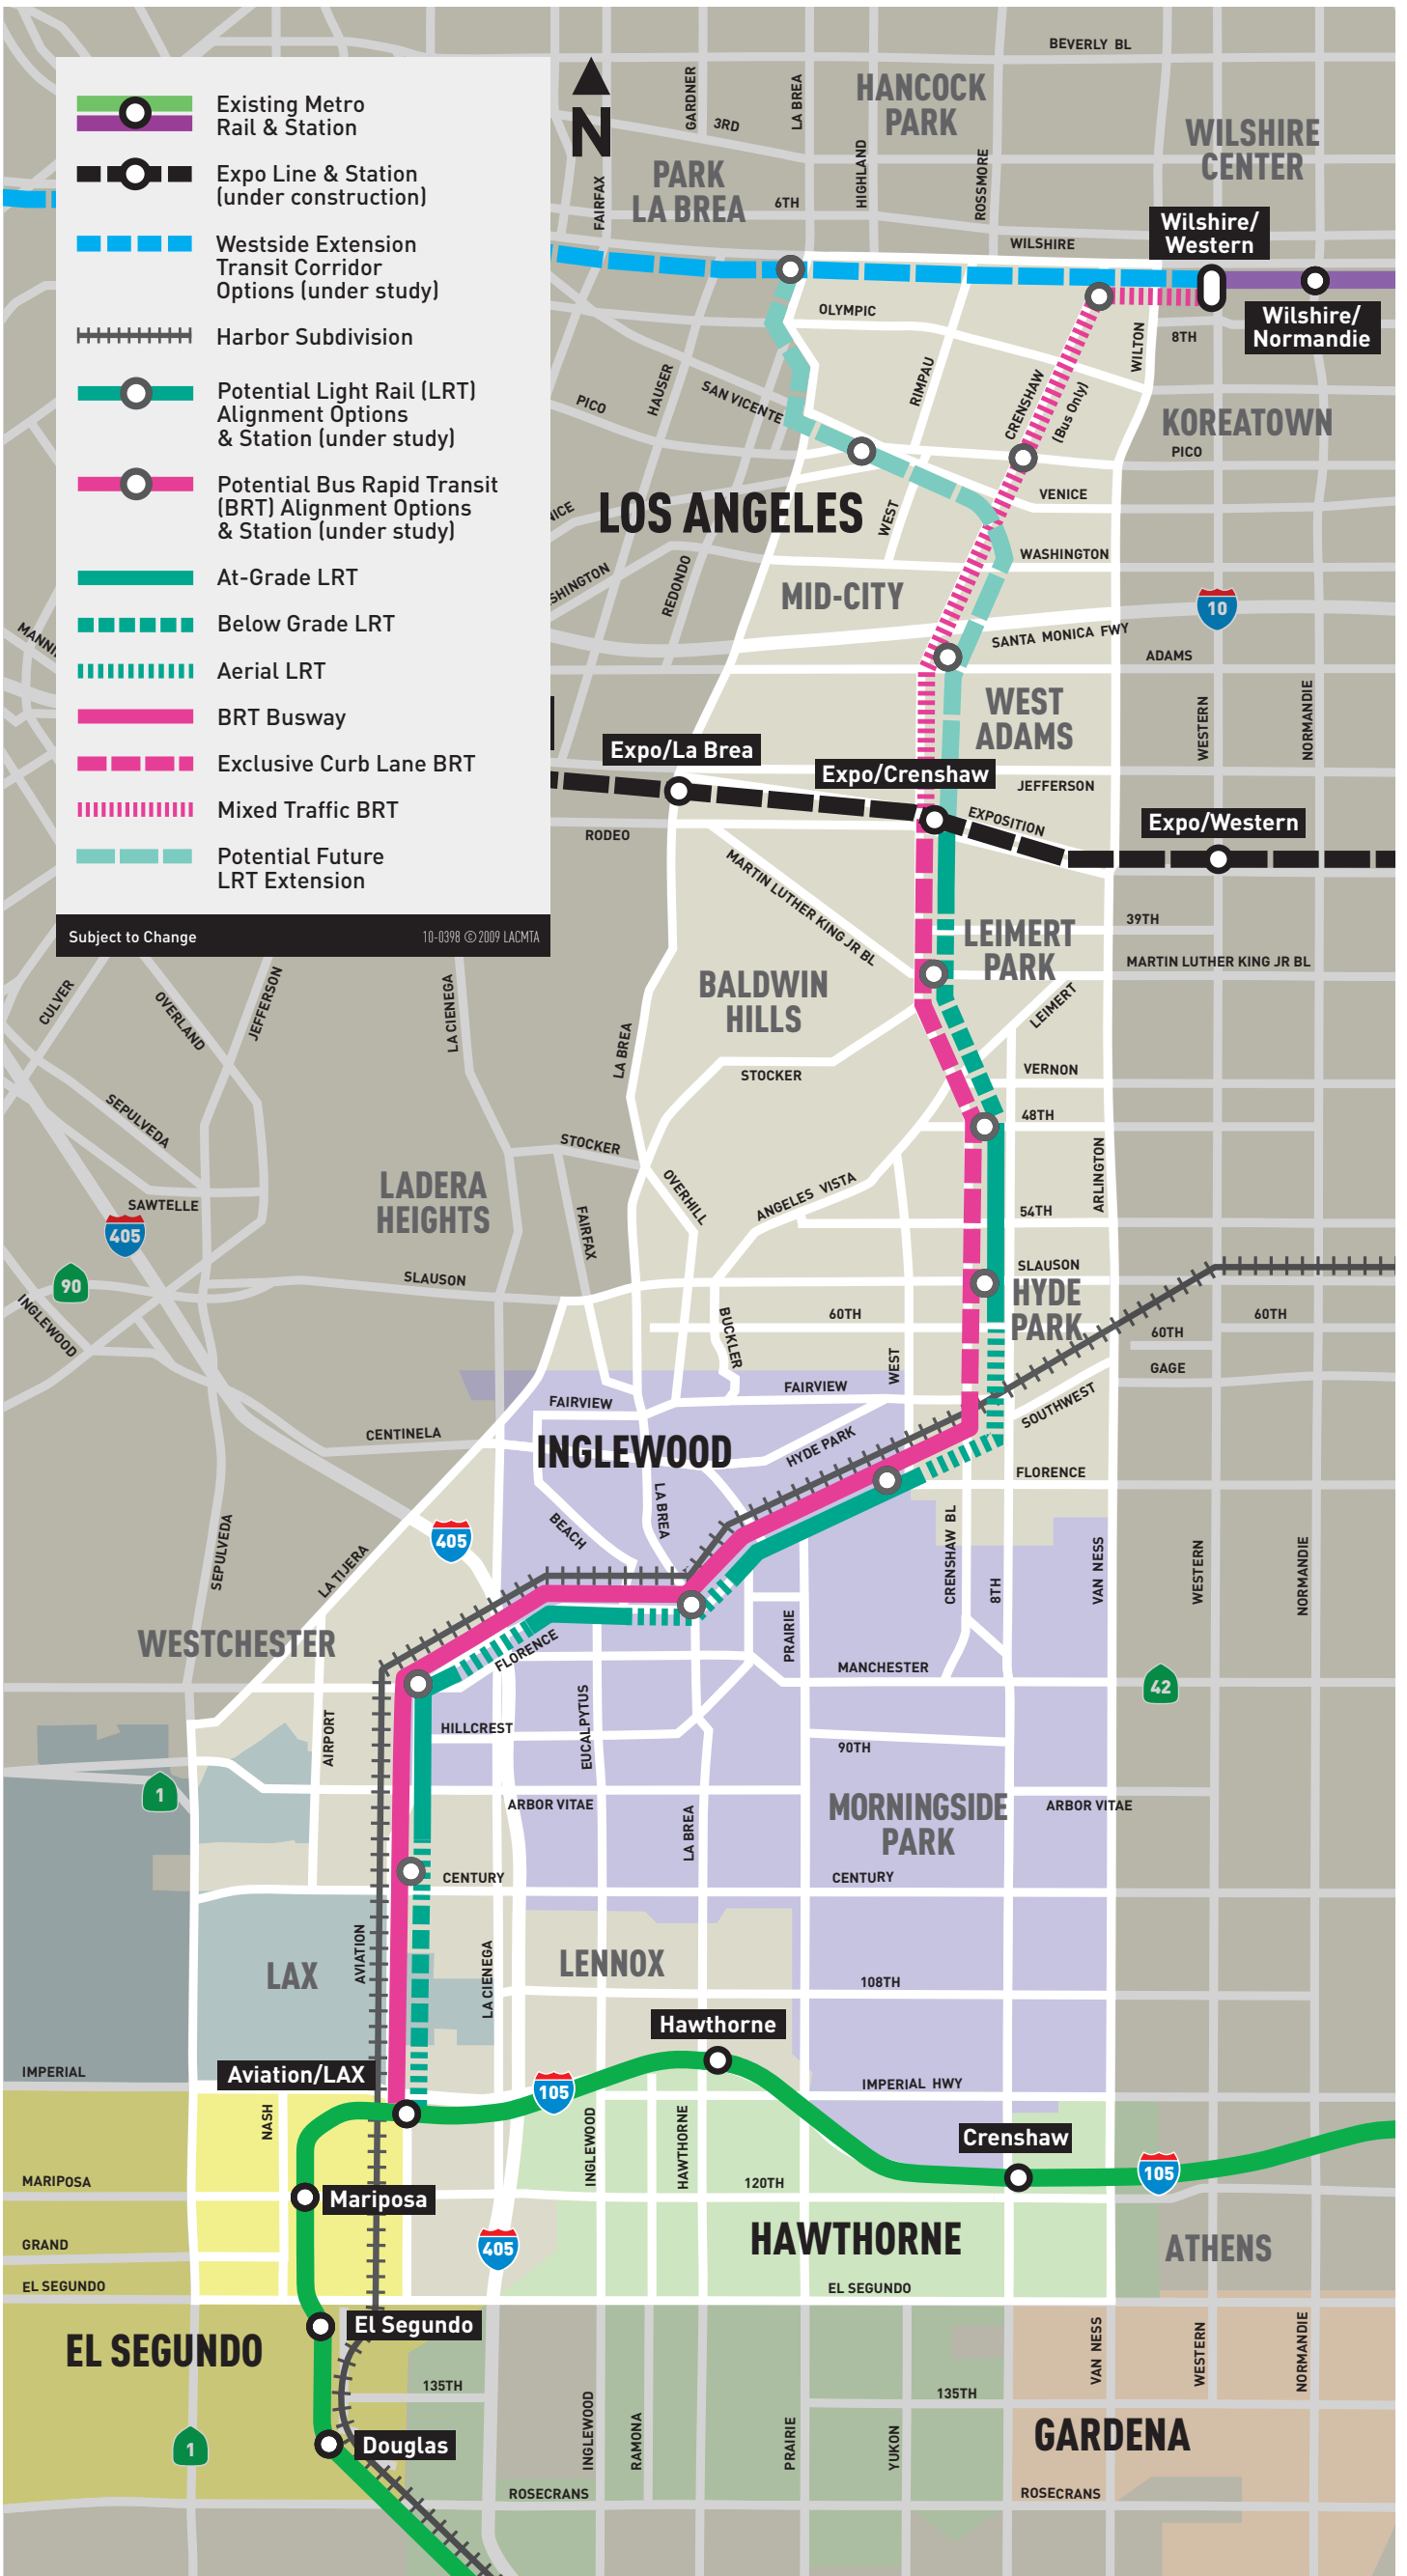 Existing Metro
Rail & Station
Expo Line & Station
(under construction)
Westside Extension
Transit Corridor
Options (under study)
Harbor Subdivision
Potential Light Rail (LRT)
Alignment Options
& Station (under study)
Potential Bus Rapid Transit
(BRT) Alignment Options
& Station (under study)
At-Grade LRT
Below Grade LRT
Aerial LRT
BRT Busway
Exclusive Curb Lane BRT
Mixed Traffic BRT
Potential Future
LRT Extension
Subject to Change
10-0398 © 2009 LACMTA
N
BEVERLY BL
GARDNER
3RD
LA BREA
HANCOCK
PARK
WILSHIRE
CENTER
PARK
LA BREA
FAIRFAX
6TH
HIGHLAND
ROSSMORE
WILSHIRE
Wilshire/
Western
Wilshire/
Normandie
OLYMPIC
8TH
WILTON
RIMPAU
CRENSHAW
(Bus Only)
HAUSER
PICO
SAN VICENTE
KOREATOWN
PICO
VENICE
NICE
LOS ANGELES
WEST
WASHINGTON
SHINGTON
REDONDO
MID-CITY
10
SANTA MONICA FWY
MANNI
ADAMS
WEST
ADAMS
WESTERN
NORMANDIE
Expo/La Brea
Expo/Crenshaw
JEFFERSON
RODEO
EXPOSITION
Expo/Western
MARTIN LUTHER KING JR BL
39TH
LEIMERT
PARK
MARTIN LUTHER KING JR BL
CULVER
OVERLAND
JEFFERSON
LA CIENEGA
LA BREA
BALDWIN
HILLS
LEIMERT
STOCKER
VERNON
48TH
SEPULVEDA
STOCKER
ARLINGTON
LADERA
HEIGHTS
SAWTELLE
405
OVERHILL
ANGELES VISTA
54TH
FAIRFAX
90
SLAUSON
SLAUSON
HYDE
PARK
INGLEWOOD
BUCKLER
60TH
60TH
60TH
WEST
GAGE
FAIRVIEW
FAIRVIEW
SOUTHWEST
CENTINELA
INGLEWOOD
HYDE PARK
FLORENCE
LA BREA
BEACH
405
SEPULVEDA
LA TIJERA
CRENSHAW BL
8TH
VAN NESS
WESTERN
NORMANDIE
WESTCHESTER
FLORENCE
PRAIRIE
MANCHESTER
42
AIRPORT
HILLCREST
EUCALPYTUS
90TH
1
ARBOR VITAE
MORNINGSIDE
PARK
ARBOR VITAE
LA BREA
CENTURY
CENTURY
AVIATION
LAX
LA CIENEGA
LENNOX
108TH
Hawthorne
IMPERIAL
Aviation/LAX
105
IMPERIAL HWY
NASH
INGLEWOOD
HAWTHORNE
Crenshaw
105
MARIPOSA
Mariposa
120TH
GRAND
405
HAWTHORNE
ATHENS
EL SEGUNDO
EL SEGUNDO
El Segundo
EL SEGUNDO
VAN NESS
WESTERN
NORMANDIE
135TH
135TH
1
Douglas
INGLEWOOD
RAMONA
PRAIRIE
YUKON
GARDENA
ROSECRANS
ROSECRANS